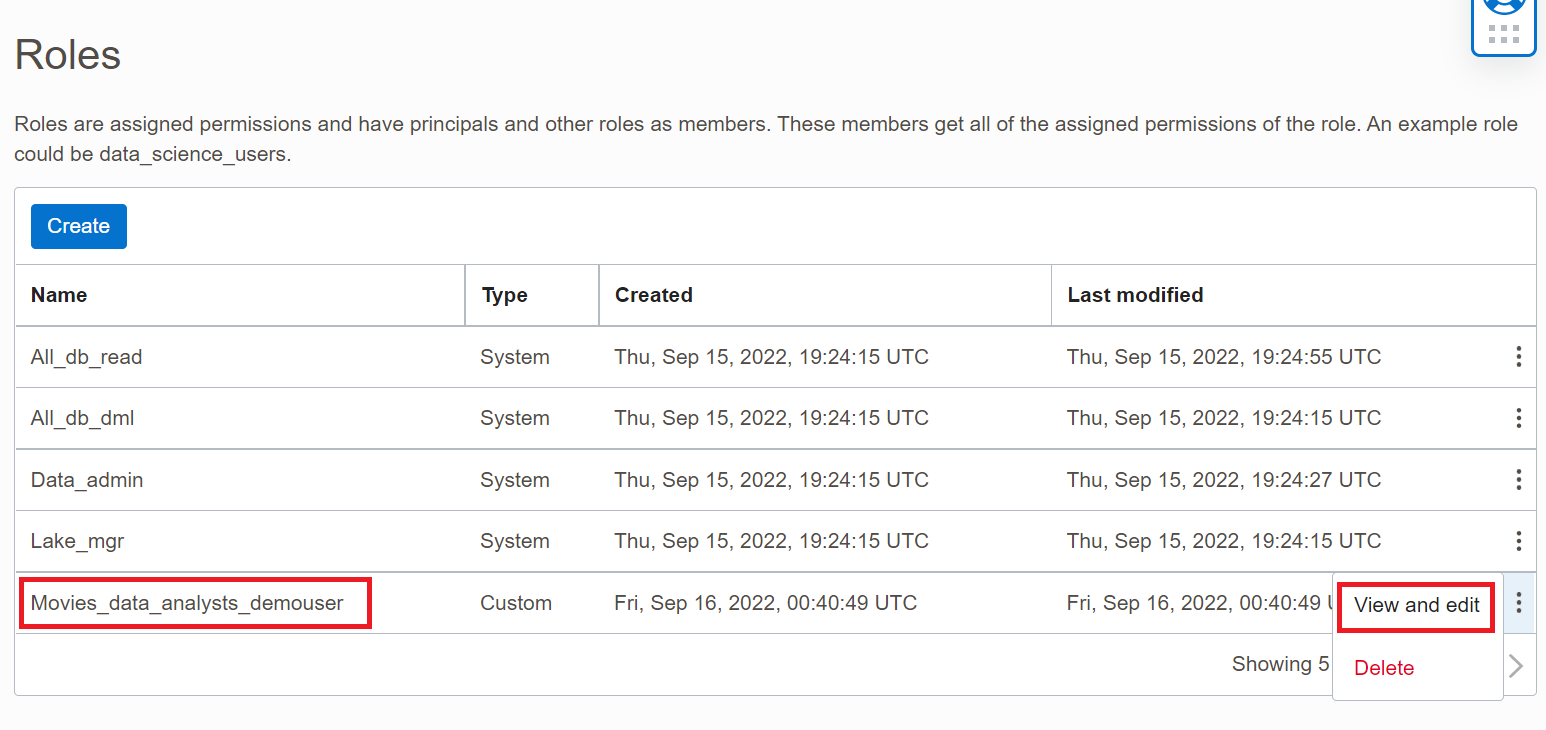 Roles
Roles are assigned permissions and have principals and other roles as members. These members get all of the assigned permissions of the role. An example role
could be data_science_users.
Create
Name Type Created Last modified
All_db_read System Thu, Sep 15, 2022, 19:24:15 UTC Thu, Sep 15, 2022, 19:24:55 UTC
All_db_dml System Thu, Sep 15, 2022, 19:24:15 UTC Thu, Sep 15, 2022, 19:24:15 UTC
Data_admin System Thu, Sep 15, 2022, 19:24:15 UTC Thu, Sep 15, 2022, 19:24:27 UTC
Lake_mgr System Thu, Sep 15, 2022, 19:24:15 UTC Thu, Sep 15, 2022, 19:24:15 UTC
Movies_data_analysts_demouser Custom Fri, Sep 16, 2022, 00:40:49 UTC Fri, Sep 16, 2022, 00:40:49 View and edit
Showing 5 Delete